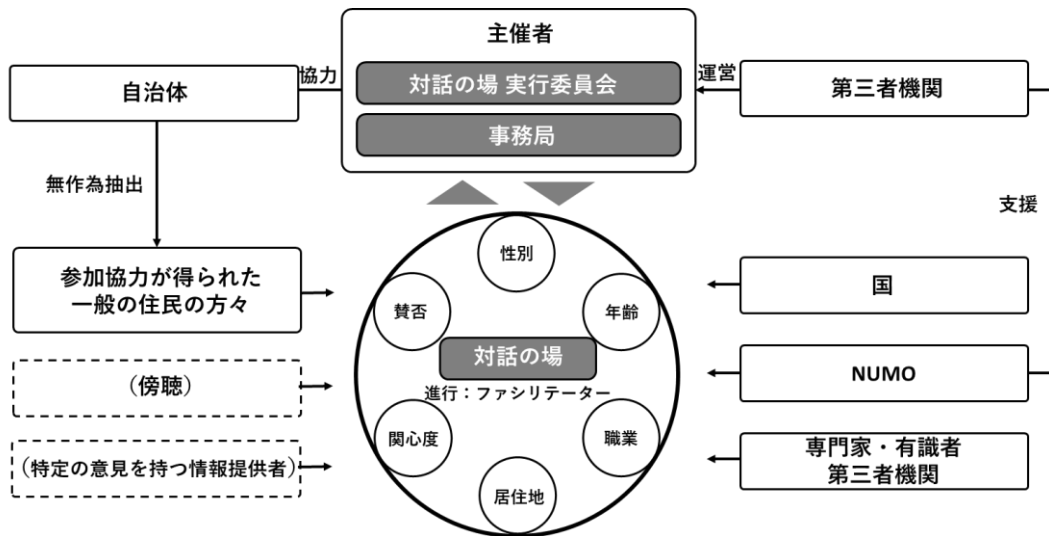 主催者
対話の場 実行委員会
事務局
自治体
協力
運営
第三者機関
無作為抽出
支援
参加協力が得られた
一般の住民の方々
(傍聴)
(特定の意見を持つ情報提供者)
性別
賛否
年齢
対話の場
進行：ファシリテーター
関心度
職業
居住地
国
NUMO
専門家・有識者
第三者機関